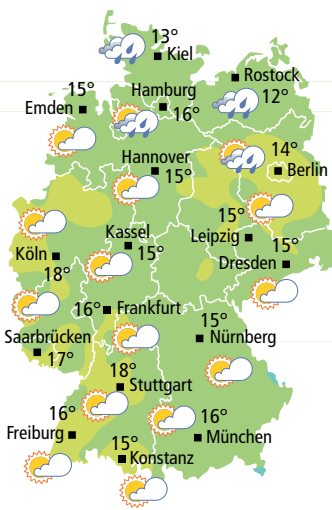 13°
Kiel
15°
Rostock
Hamburg
12°
Emden
16°
Hannover
14°
15°
Berlin
15°
Kassel
Leipzig
15°
Köln
15°
Dresden
18°
16°
Frankfurt
15°
Saarbrücken
Nürnberg
17°
18°
Stuttgart
16°
16°
Freiburg
München
15°
Konstanz